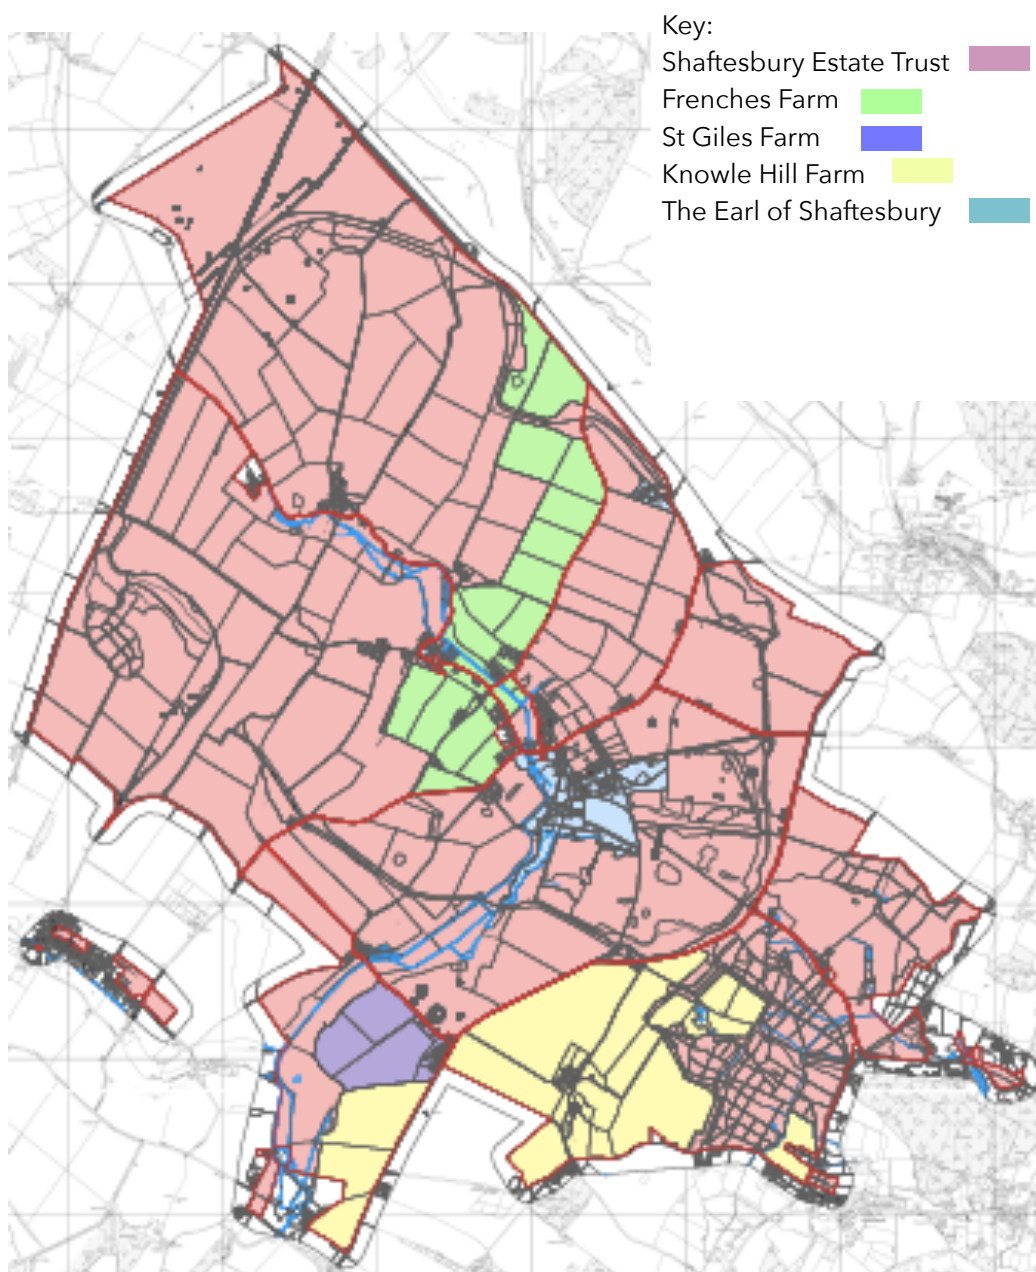 Key:
Shaftesbury Estate Trust
Frenches Farm
St Giles Farm
Knowle Hill Farm
The Earl of Shaftesbury